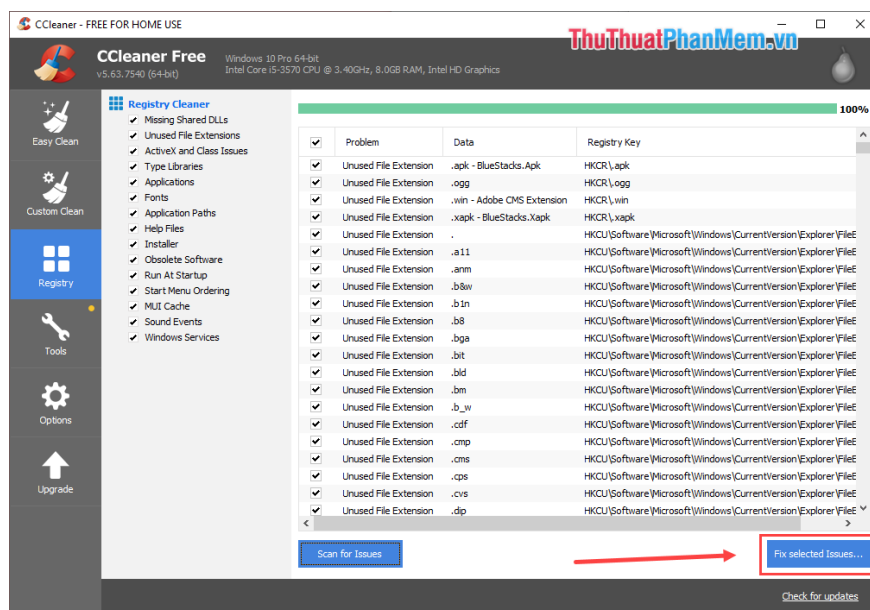 CCleaner - FREE FOR HOME USE
ThuThuatPhanMem.vn
CCleaner Free
v5.63.7540 (64-bit)
Windows 10 Pro 64-bit
Intel Core i5-3570 CPU @ 3.40GHz, 8.0GB RAM, Intel HD Graphics
Easy Clean
Custom Clean
Registry
Tools
Options
Upgrade
Registry Cleaner
Missing Shared DLLs
Unused File Extensions
ActiveX and Class Issues
Type Libraries
Applications
Fonts
Application Paths
Help Files
Installer
Obsolete Software
Run At Startup
Start Menu Ordering
MUI Cache
Sound Events
Windows Services
100%
Problem Data Registry Key
Unused File Extension .apk - BlueStacks.Apk HKCR\.apk
Unused File Extension .ogg HKCR\.ogg
Unused File Extension .win - Adobe CMS Extension HKCR\.win
Unused File Extension .xapk - BlueStacks.Xapk HKCR\.xapk
Unused File Extension . HKCU\Software\Microsoft\Windows\CurrentVersion\Explorer\FileE
Unused File Extension .a11 HKCU\Software\Microsoft\Windows\CurrentVersion\Explorer\FileE
Unused File Extension .anm HKCU\Software\Microsoft\Windows\CurrentVersion\Explorer\FileE
Unused File Extension .b&w HKCU\Software\Microsoft\Windows\CurrentVersion\Explorer\FileE
Unused File Extension .b1n HKCU\Software\Microsoft\Windows\CurrentVersion\Explorer\FileE
Unused File Extension .b8 HKCU\Software\Microsoft\Windows\CurrentVersion\Explorer\FileE
Unused File Extension .bga HKCU\Software\Microsoft\Windows\CurrentVersion\Explorer\FileE
Unused File Extension .bit HKCU\Software\Microsoft\Windows\CurrentVersion\Explorer\FileE
Unused File Extension .bld HKCU\Software\Microsoft\Windows\CurrentVersion\Explorer\FileE
Unused File Extension .bm HKCU\Software\Microsoft\Windows\CurrentVersion\Explorer\FileE
Unused File Extension .b_w HKCU\Software\Microsoft\Windows\CurrentVersion\Explorer\FileE
Unused File Extension .cdf HKCU\Software\Microsoft\Windows\CurrentVersion\Explorer\FileE
Unused File Extension .cmp HKCU\Software\Microsoft\Windows\CurrentVersion\Explorer\FileE
Unused File Extension .cms HKCU\Software\Microsoft\Windows\CurrentVersion\Explorer\FileE
Unused File Extension .cps HKCU\Software\Microsoft\Windows\CurrentVersion\Explorer\FileE
Unused File Extension .cvs HKCU\Software\Microsoft\Windows\CurrentVersion\Explorer\FileE
Unused File Extension .dip HKCU\Software\Microsoft\Windows\CurrentVersion\Explorer\FileE
Scan for Issues
Fix selected Issues...
Check for updates